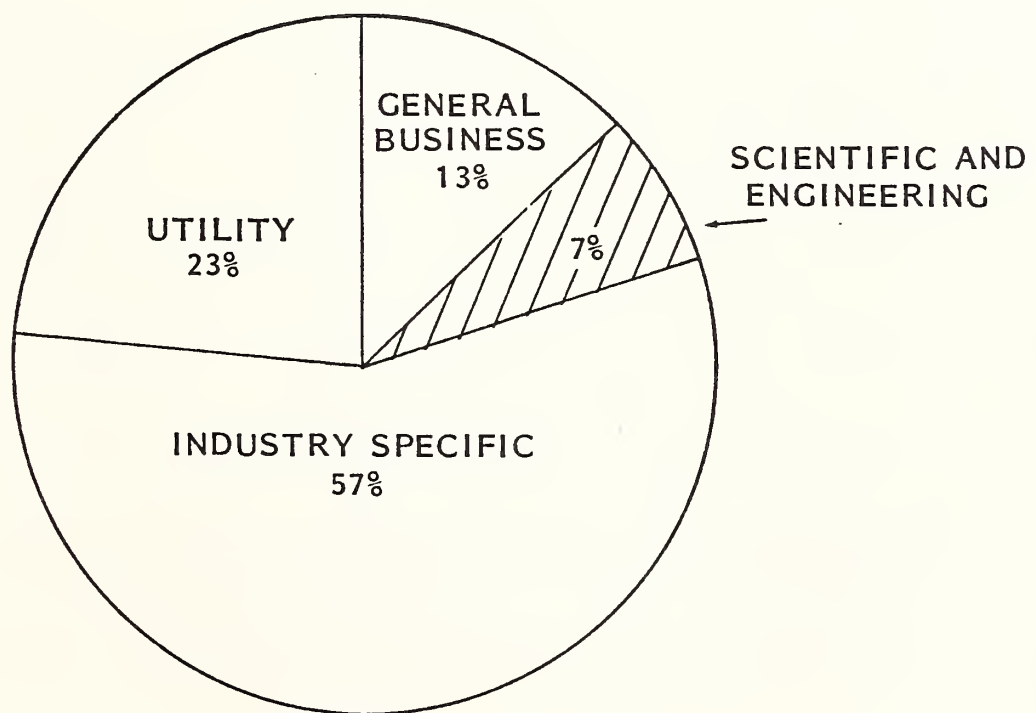 GENERAL
BUSINESS
13%
SCIENTIFIC AND
ENGINEERING
7%
UTILITY
23%
INDUSTRY SPECIFIC
57%